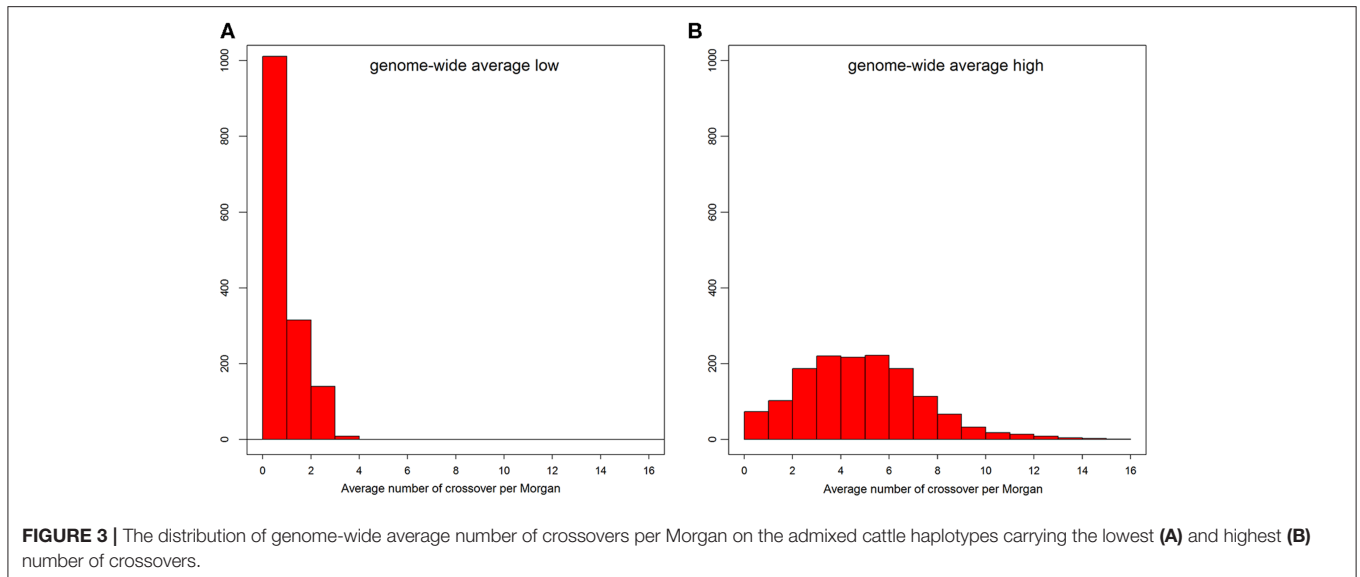 A
genome-wide average low
1000
800
600
400
200
0
0 2 4 6 8 10 12 14 16
Average number of crossover per Morgan
B
genome-wide average high
1000
800
600
400
200
0
0 2 4 6 8 10 12 14 16
Average number of crossover per Morgan
FIGURE 3 | The distribution of genome-wide average number of crossovers per Morgan on the admixed cattle haplotypes carrying the lowest (A) and highest (B)
number of crossovers.